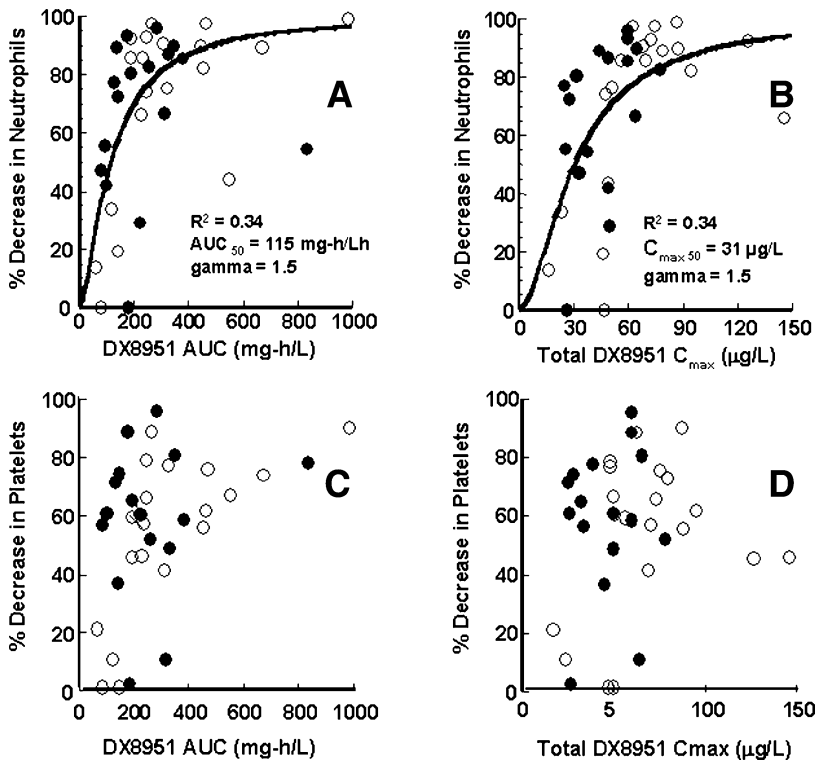 100
80
60
40
20
0
% Decrease in Neutrophils
A
R² = 0.34
AUC 50 = 115 mg-h/Lh
gamma = 1.5
0 200 400 600 800 1000
DX8951 AUC (mg-h/L)
100
80
60
40
20
0
% Decrease in Neutrophils
B
R² = 0.34
Cmax 50 = 31 µg/L
gamma = 1.5
0 30 60 90 120 150
Total DX8951 Cmax (µg/L)
100
80
60
40
20
0
% Decrease in Platelets
C
0 200 400 600 800 1000
DX8951 AUC (mg-h/L)
100
80
60
40
20
0
% Decrease in Platelets
D
0 5 100 150
Total DX8951 Cmax (µg/L)